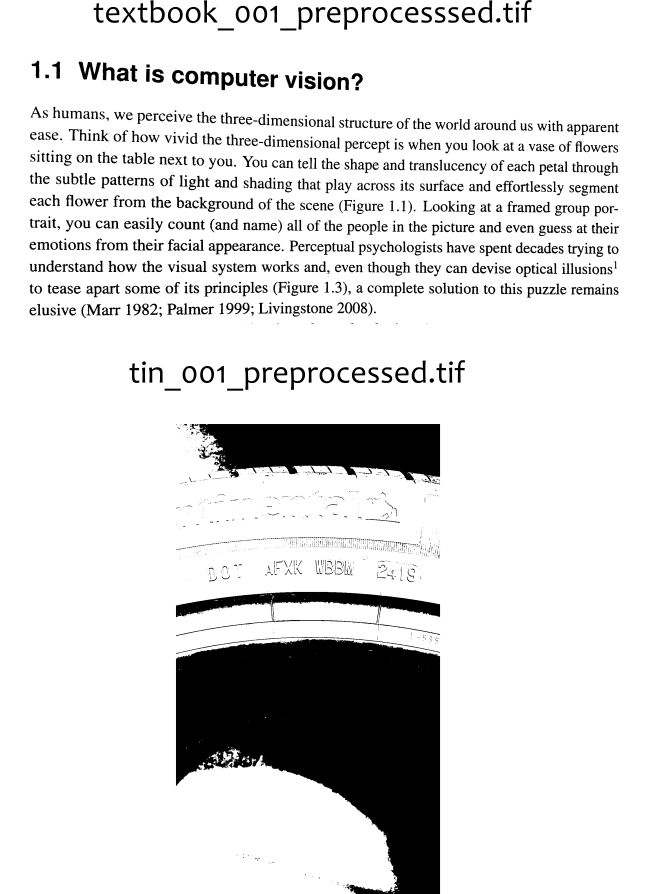 textbook_001_preprocesssed.tif
1.1 What is computer vision?
As humans, we perceive the three-dimensional structure of the world around us with apparent
ease. Think of how vivid the three-dimensional percept is when you look at a vase of flowers
sitting on the table next to you. You can tell the shape and translucency of each petal through
the subtle patterns of light and shading that play across its surface and effortlessly segment
each flower from the background of the scene (Figure 1.1). Looking at a framed group por-
trait, you can easily count (and name) all of the people in the picture and even guess at their
emotions from their facial appearance. Perceptual psychologists have spent decades trying to
understand how the visual system works and, even though they can devise optical illusions¹
to tease apart some of its principles (Figure 1.3), a complete solution to this puzzle remains
elusive (Marr 1982; Palmer 1999; Livingstone 2008).
tin_001_preprocessed.tif
DOT AFXK WBBM 2419